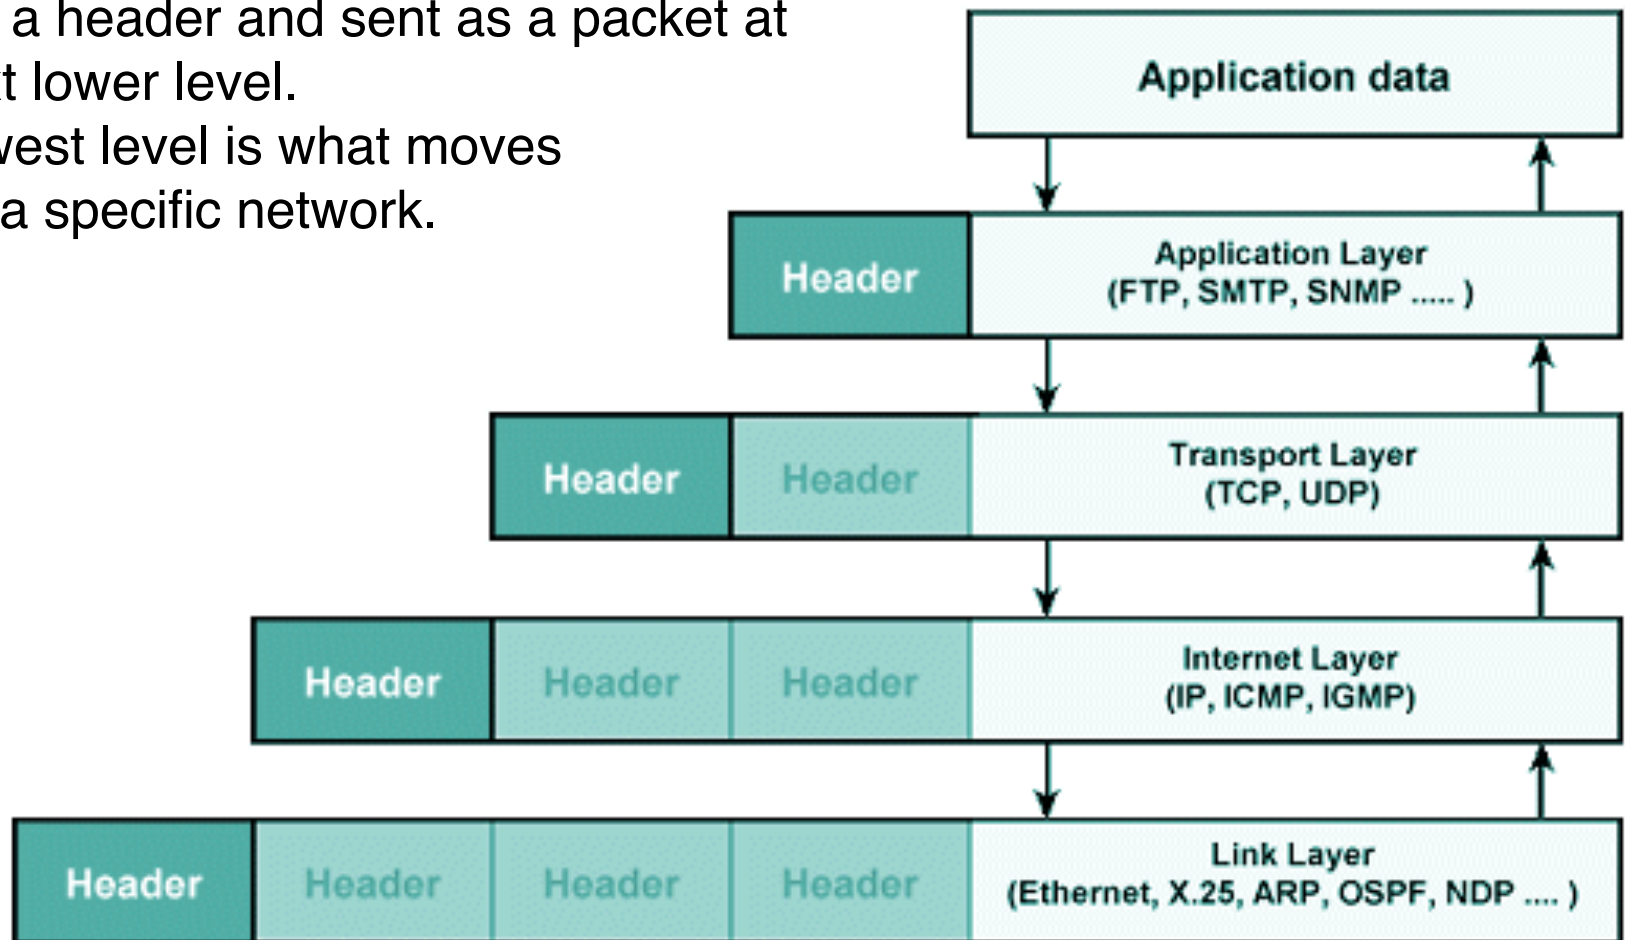 a header and sent as a packet at
t lower level.
west level is what moves
a specific network.
Application data
Header
Application Layer
(FTP, SMTP, SNMP ..... )
Header
Header
Transport Layer
(TCP, UDP)
Header
Header
Header
Internet Layer
(IP, ICMP, IGMP)
Header
Header
Header
Header
Link Layer
(Ethernet, X.25, ARP, OSPF, NDP .... )